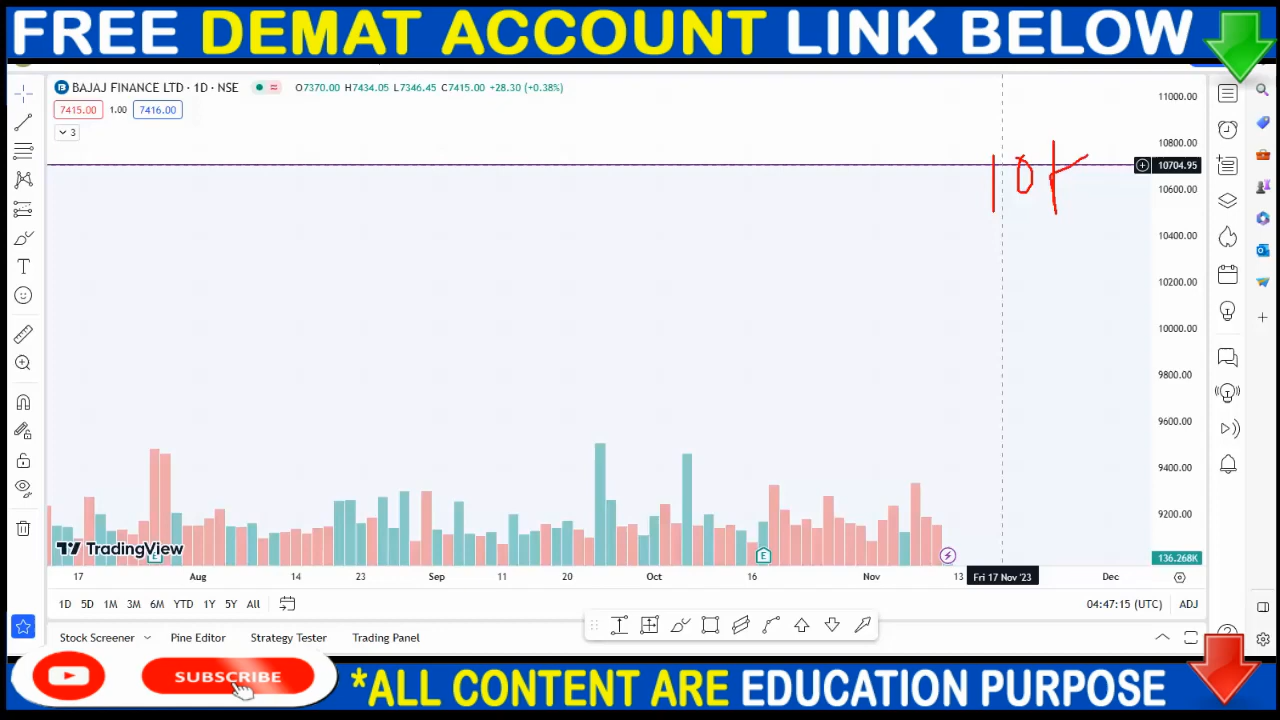 FREE DEMAT ACCOUNT LINK BELOW
BAJAJ FINANCE LTD · 1D · NSE O7370.00 H7434.05 L7346.45 C7415.00 +28.30 (+0.38%)
7415.00 1.00 7416.00
3
11000.00
10800.00
10704.95
10600.00
10400.00
10200.00
10000.00
9800.00
9600.00
9400.00
9200.00
136.268K
10K
TradingView
E
E
17 Aug 14 23 Sep 11 20 Oct 16 Nov 13 Fri 17 Nov '23 Dec
1D 5D 1M 3M 6M YTD 1Y 5Y All 04:47:15 (UTC) ADJ
Stock Screener Pine Editor Strategy Tester Trading Panel
SUBSCRIBE
*ALL CONTENT ARE EDUCATION PURPOSE